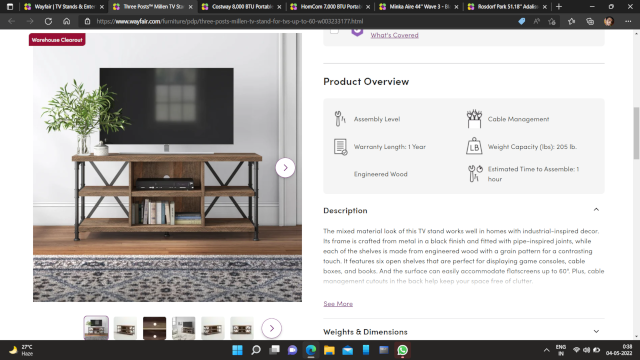 Wayfair | TV Stands & Enter
Three Posts™ Millen TV Stand
Costway 8,000 BTU Portable
HomCom 7,000 BTU Portable
Minka Aire 44" Wave 3 - Bl
Rosdorf Park 51.18" Adalis
https://www.wayfair.com/furniture/pdp/three-posts-millen-tv-stand-for-tvs-up-to-60-w003233177.html
Warehouse Clearout
What's Covered
Product Overview
Assembly Level
Cable Management
Warranty Length: 1 Year
LB
Weight Capacity (lbs): 205 lb.
Engineered Wood
Estimated Time to Assemble: 1
hour
Description
The mixed material look of this TV stand works well in homes with industrial-inspired decor.
Its frame is crafted from metal in a black finish and fitted with pipe-inspired joints, while
each of the shelves is made from engineered wood with a grain pattern for a contrasting
touch. It features six open shelves that are perfect for displaying game consoles, cable
boxes, and books. And the surface can easily accommodate flatscreens up to 60". Plus, cable
management cutouts in the back help keep your space free of clutter.
See More
Weights & Dimensions
27°C
Haze
ENG
IN
0:38
04-05-2022